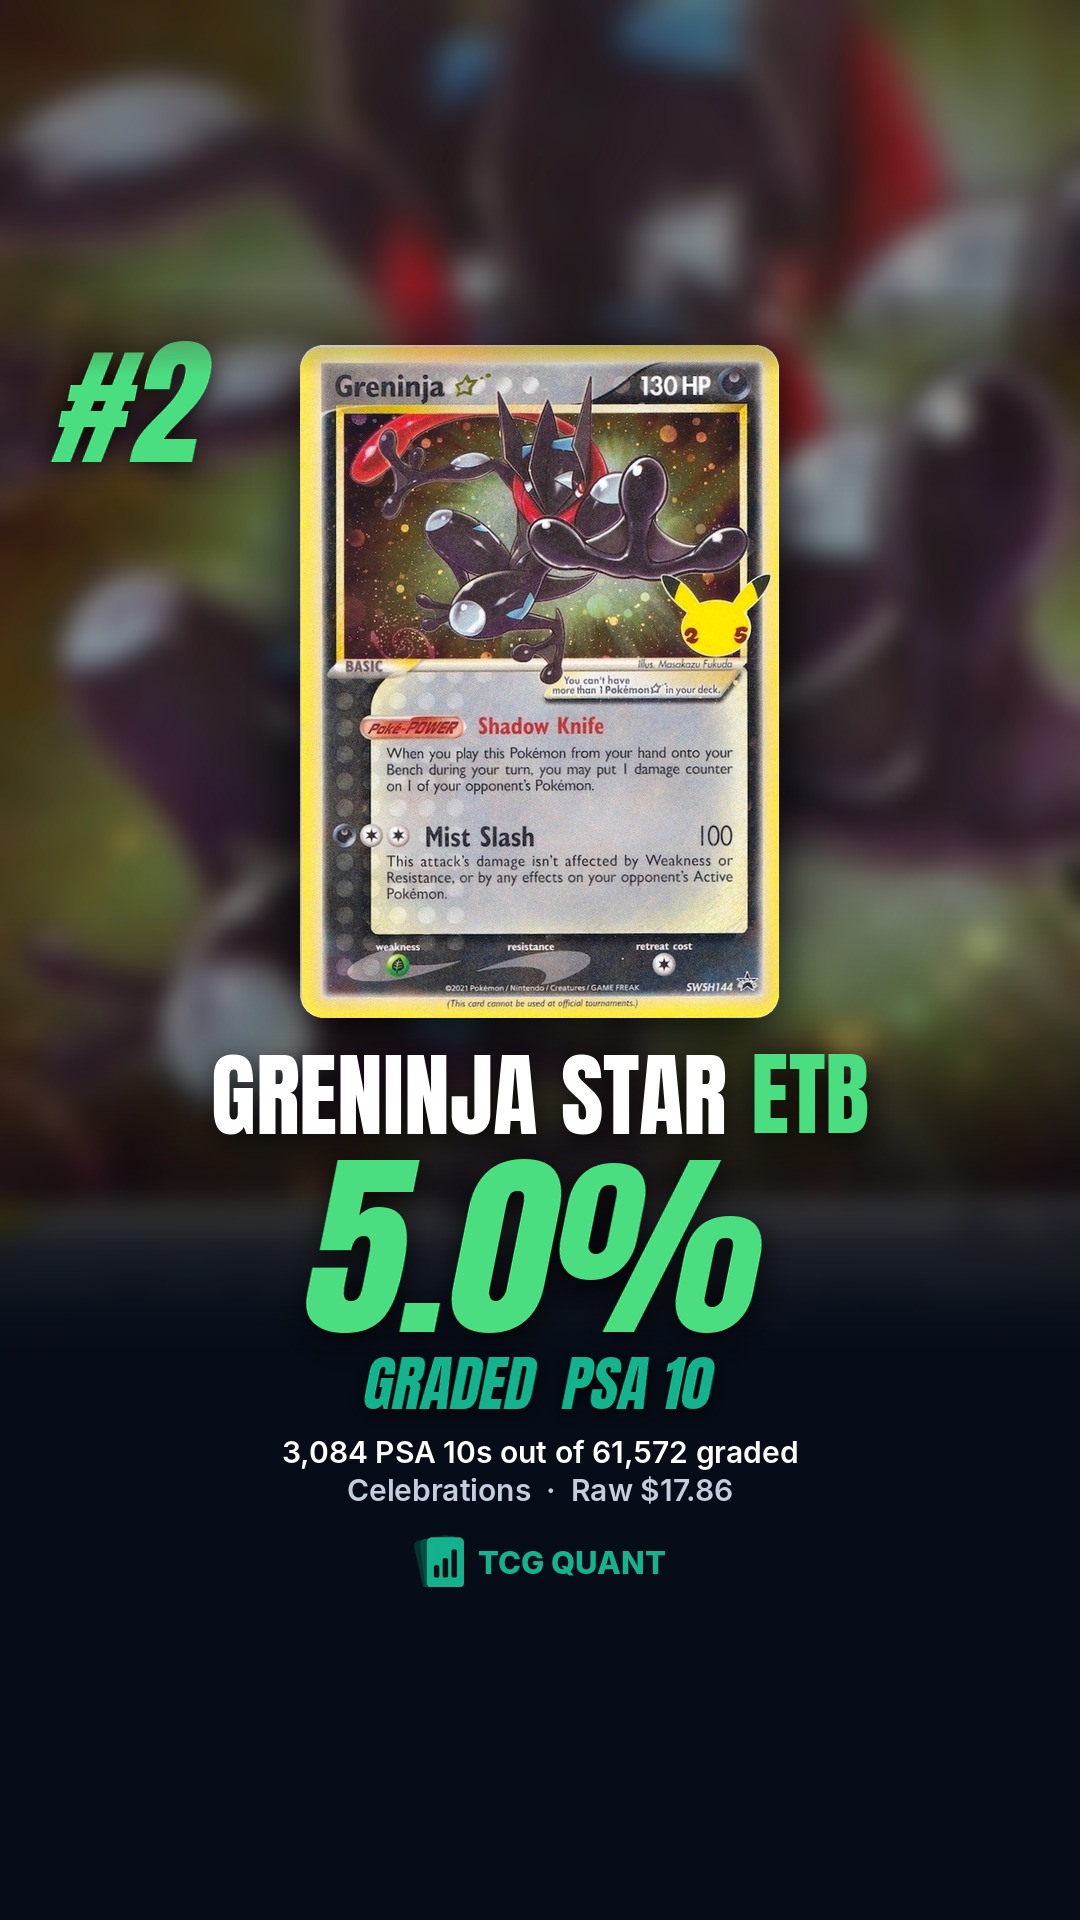 #2
Greninja ☆
130 HP
2 5
BASIC
Illus. Masakazu Fukuda
You can't have
more than 1 Pokémon☆ in your deck.
Poké-POWER Shadow Knife
When you play this Pokémon from your hand onto your
Bench during your turn, you may put 1 damage counter
on 1 of your opponent's Pokémon.
Mist Slash 100
This attack's damage isn't affected by Weakness or
Resistance, or by any effects on your opponent's Active
Pokémon.
weakness resistance retreat cost
©2021 Pokémon / Nintendo / Creatures / GAME FREAK SWSH144
(This card cannot be used at official tournaments.)
GRENINJA STAR ETB
5.0%
GRADED PSA 10
3,084 PSA 10s out of 61,572 graded
Celebrations · Raw $17.86
TCG QUANT